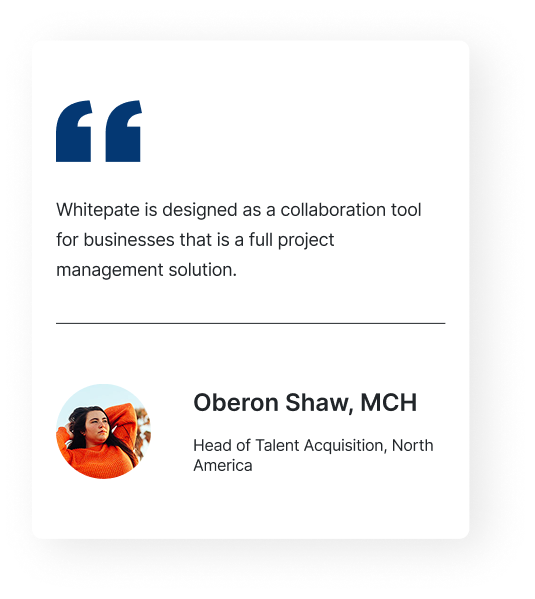 Whitepate is designed as a collaboration tool
for businesses that is a full project
management solution.
Oberon Shaw, MCH
Head of Talent Acquisition, North
America